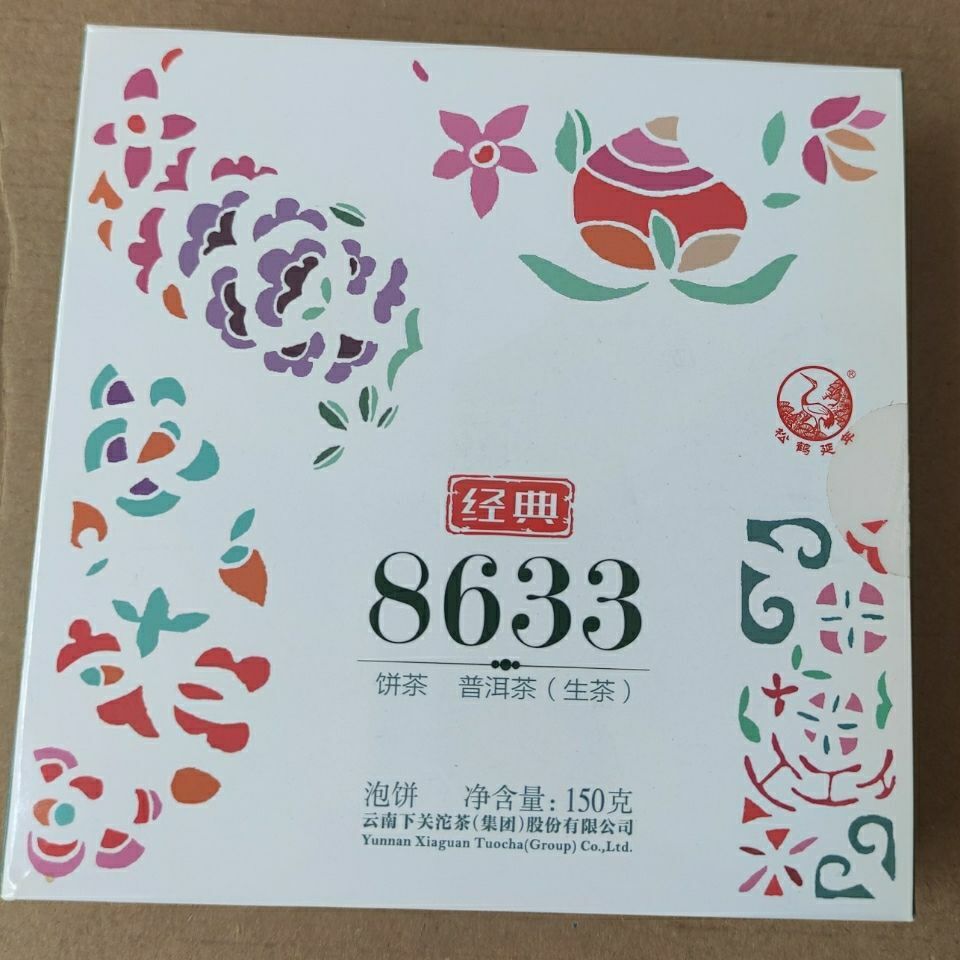 ®
松鹤延年
经典
8633
饼茶 普洱茶（生茶）
泡饼 净含量：150克
云南下关沱茶（集团）股份有限公司
Yunnan Xiaguan Tuocha(Group) Co.,Ltd.